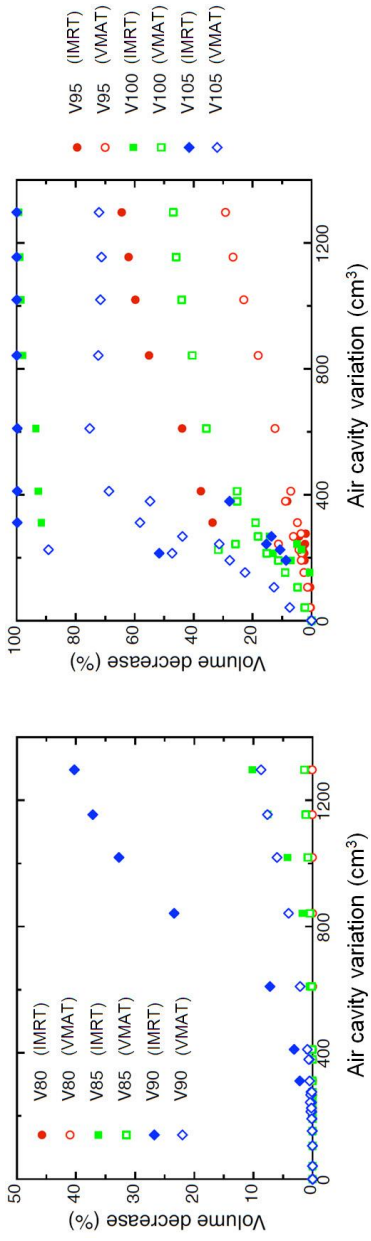 50
40
30
20
10
0
Volume decrease (%)
0
400
800
1200
Air cavity variation (cm³)
V80 (IMRT)
V80 (VMAT)
V85 (IMRT)
V85 (VMAT)
V90 (IMRT)
V90 (VMAT)
100
80
60
40
20
0
Volume decrease (%)
0
400
800
1200
Air cavity variation (cm³)
V95 (IMRT)
V95 (VMAT)
V100 (IMRT)
V100 (VMAT)
V105 (IMRT)
V105 (VMAT)